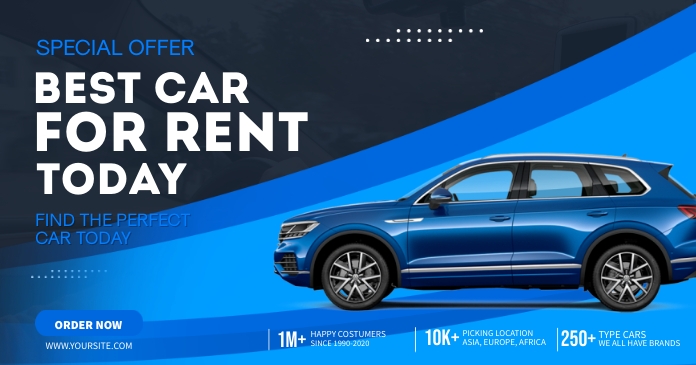 SPECIAL OFFER
BEST CAR
FOR RENT
TODAY
FIND THE PERFECT
CAR TODAY
ORDER NOW
WWW.YOURSITE.COM
1M+ HAPPY COSTUMERS
SINCE 1990-2020
10K+ PICKING LOCATION
ASIA, EUROPE, AFRICA
250+ TYPE CARS
WE ALL HAVE BRANDS